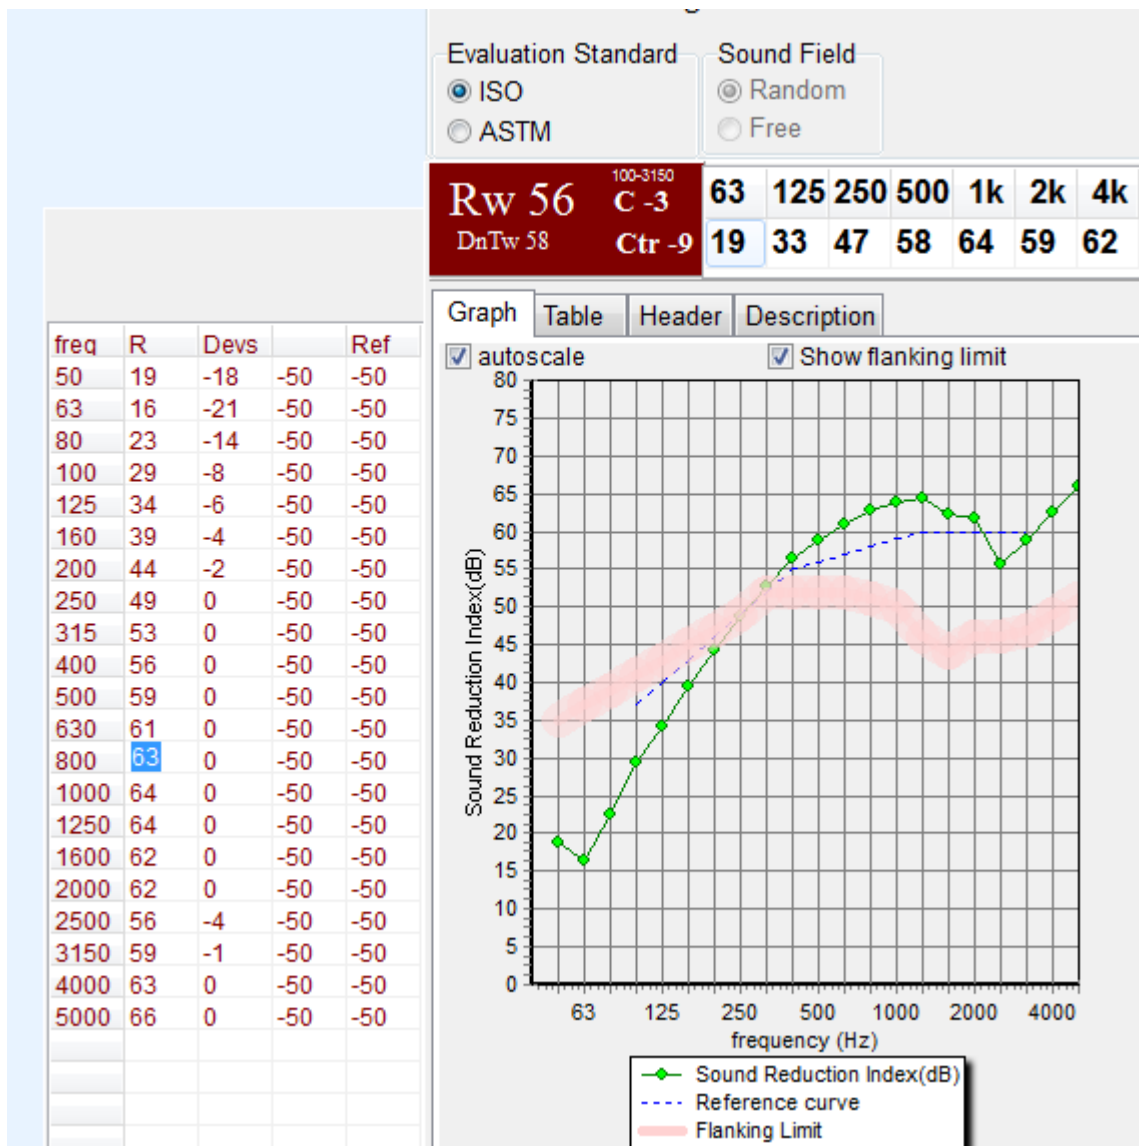 Evaluation Standard Sound Field
ISO Random
ASTM Free
Rw 56 100-3150 C -3 63 125 250 500 1k 2k 4k
DnTw 58 Ctr -9 19 33 47 58 64 59 62
Graph Table Header Description
autoscale Show flanking limit
freq R Devs Ref
50 19 -18 -50 -50
63 16 -21 -50 -50
80 23 -14 -50 -50
100 29 -8 -50 -50
125 34 -6 -50 -50
160 39 -4 -50 -50
200 44 -2 -50 -50
250 49 0 -50 -50
315 53 0 -50 -50
400 56 0 -50 -50
500 59 0 -50 -50
630 61 0 -50 -50
800 63 0 -50 -50
1000 64 0 -50 -50
1250 64 0 -50 -50
1600 62 0 -50 -50
2000 62 0 -50 -50
2500 56 -4 -50 -50
3150 59 -1 -50 -50
4000 63 0 -50 -50
5000 66 0 -50 -50
Sound Reduction Index(dB)
80
75
70
65
60
55
50
45
40
35
30
25
20
15
10
5
0
63 125 250 500 1000 2000 4000
frequency (Hz)
Sound Reduction Index(dB)
Reference curve
Flanking Limit